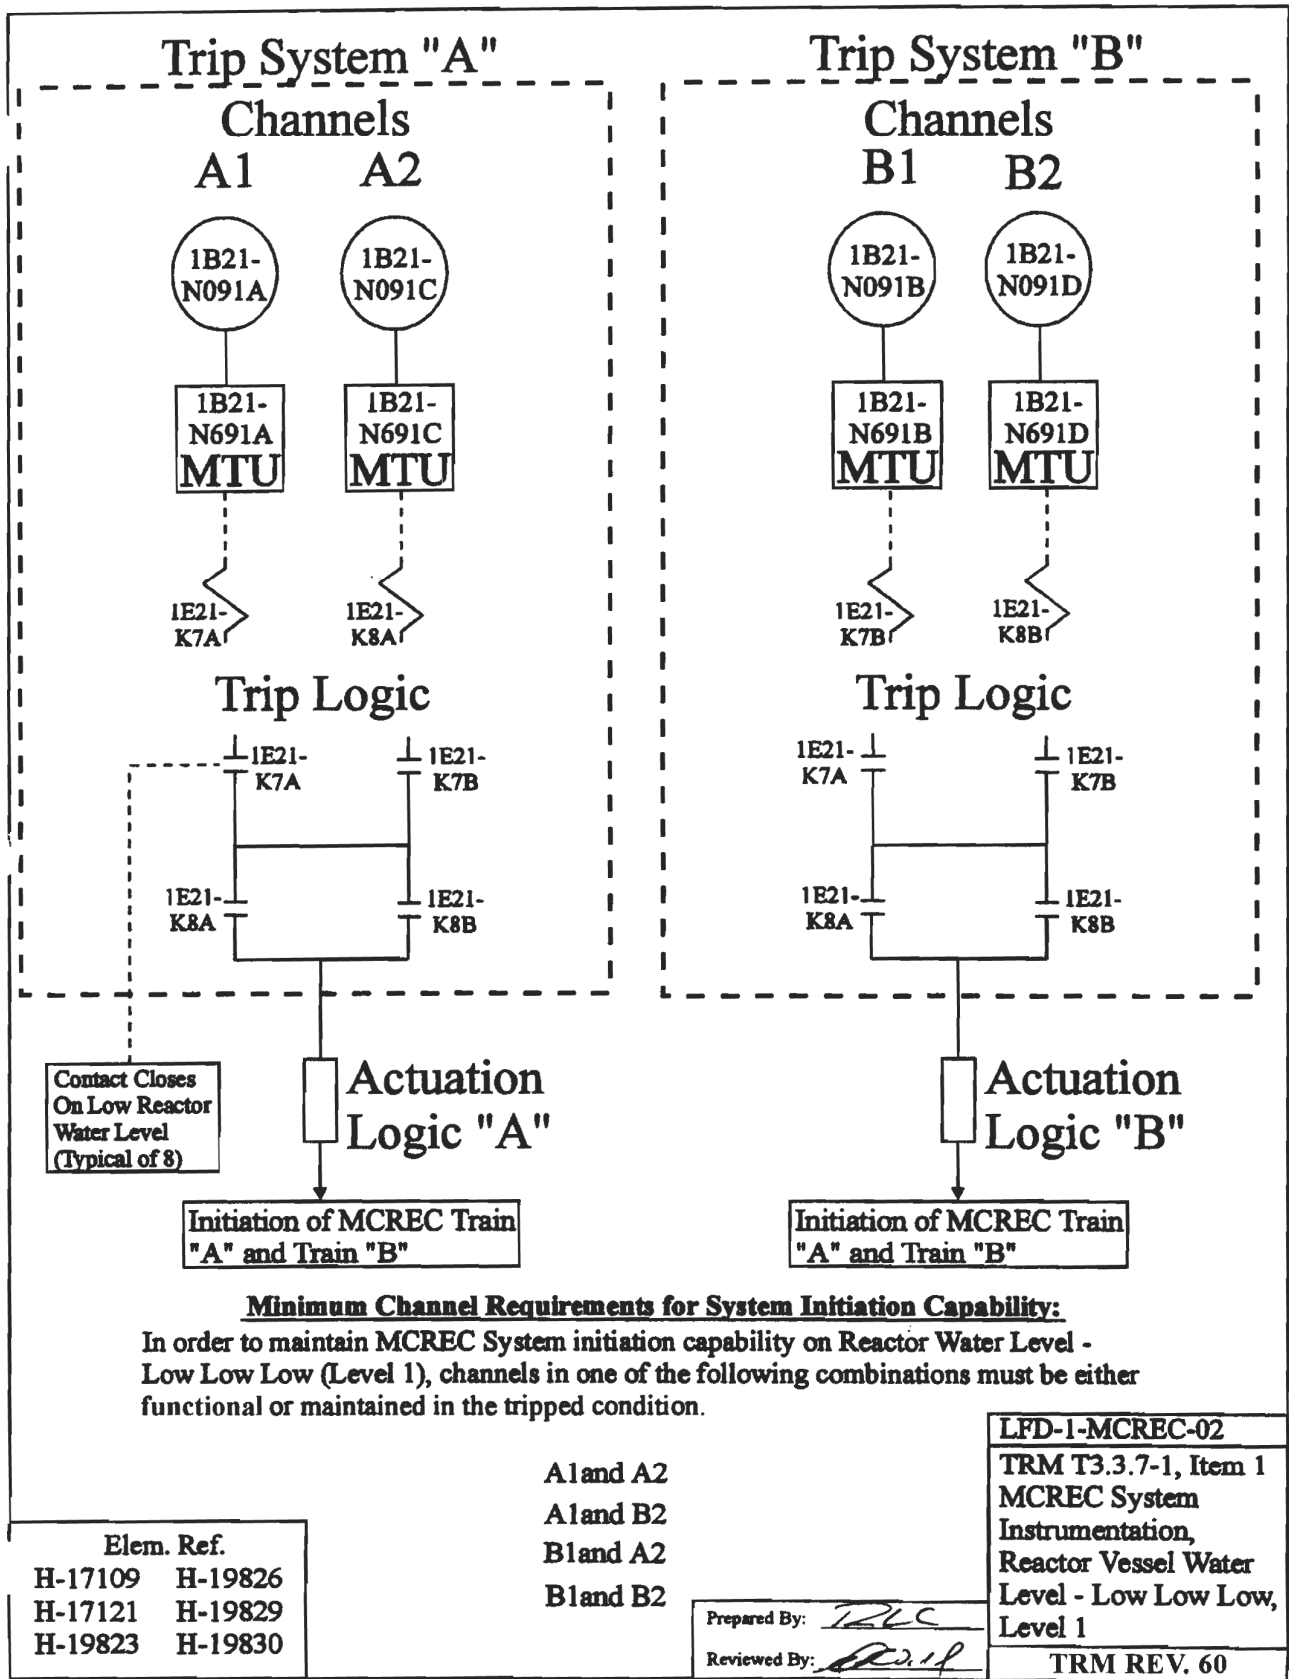 Trip System "A"
Channels
A1 A2
1B21-
N091A
1B21-
N091C
1B21-
N691A
MTU
1B21-
N691C
MTU
1E21-
K7A
1E21-
K8A
Trip Logic
1E21-
K7A
1E21-
K7B
1E21-
K8A
1E21-
K8B
Contact Closes
On Low Reactor
Water Level
(Typical of 8)
Actuation
Logic "A"
Initiation of MCREC Train
"A" and Train "B"
Trip System "B"
Channels
B1 B2
1B21-
N091B
1B21-
N091D
1B21-
N691B
MTU
1B21-
N691D
MTU
1E21-
K7B
1E21-
K8B
Trip Logic
1E21-
K7A
1E21-
K7B
1E21-
K8A
1E21-
K8B
Actuation
Logic "B"
Initiation of MCREC Train
"A" and Train "B"
Minimum Channel Requirements for System Initiation Capability:
In order to maintain MCREC System initiation capability on Reactor Water Level -
Low Low Low (Level 1), channels in one of the following combinations must be either
functional or maintained in the tripped condition.
A1and A2
A1and B2
B1and A2
B1and B2
Elem. Ref.
H-17109 H-19826
H-17121 H-19829
H-19823 H-19830
Prepared By:
Reviewed By:
LFD-1-MCREC-02
TRM T3.3.7-1, Item 1
MCREC System
Instrumentation,
Reactor Vessel Water
Level - Low Low Low,
Level 1
TRM REV. 60